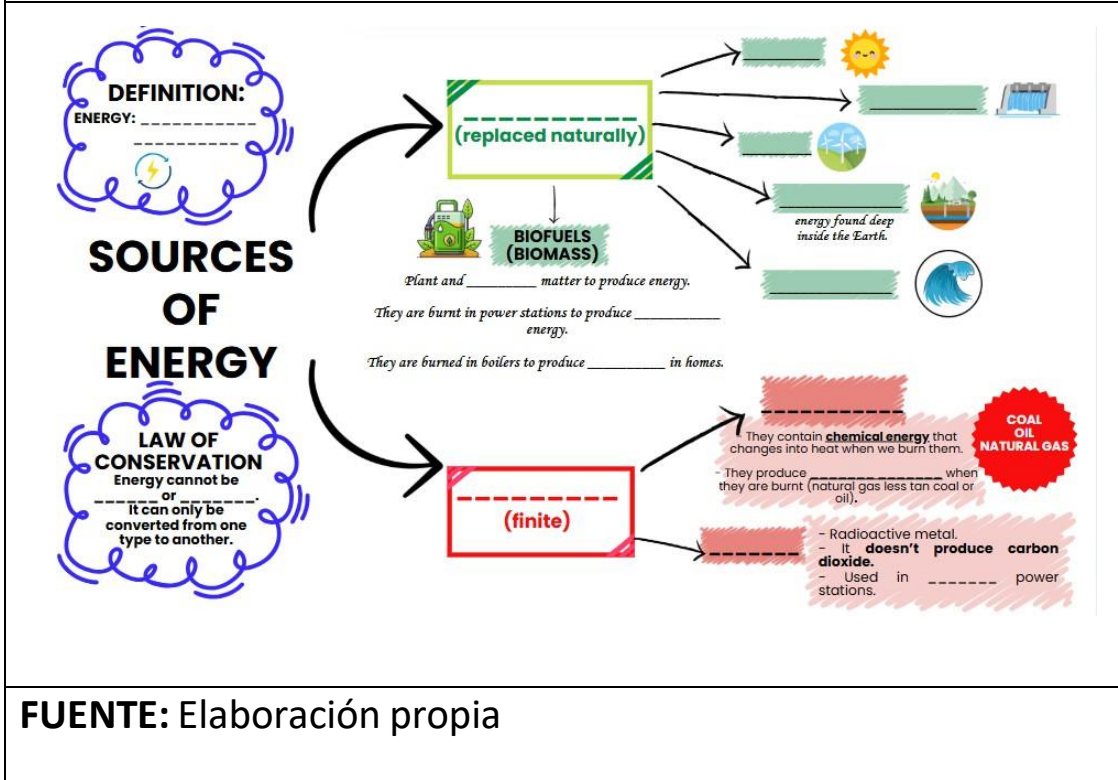 DEFINITION:
ENERGY: ___________
__________
SOURCES
OF
ENERGY
LAW OF
CONSERVATION
Energy cannot be
______ or _______.
It can only be
converted from one
type to another.
__________
(replaced naturally)
BIOFUELS
(BIOMASS)
Plant and _________ matter to produce energy.
They are burnt in power stations to produce ___________
energy.
They are burned in boilers to produce __________ in homes.
energy found deep
inside the Earth.
__________
(finite)
___________
- They contain chemical energy that
changes into heat when we burn them.
- They produce ______ _______ when
they are burnt (natural gas less tan coal or
oil).
COAL
OIL
NATURAL GAS
_______
- Radioactive metal.
- It doesn't produce carbon
dioxide.
- Used in _______ power
stations.
FUENTE: Elaboración propia